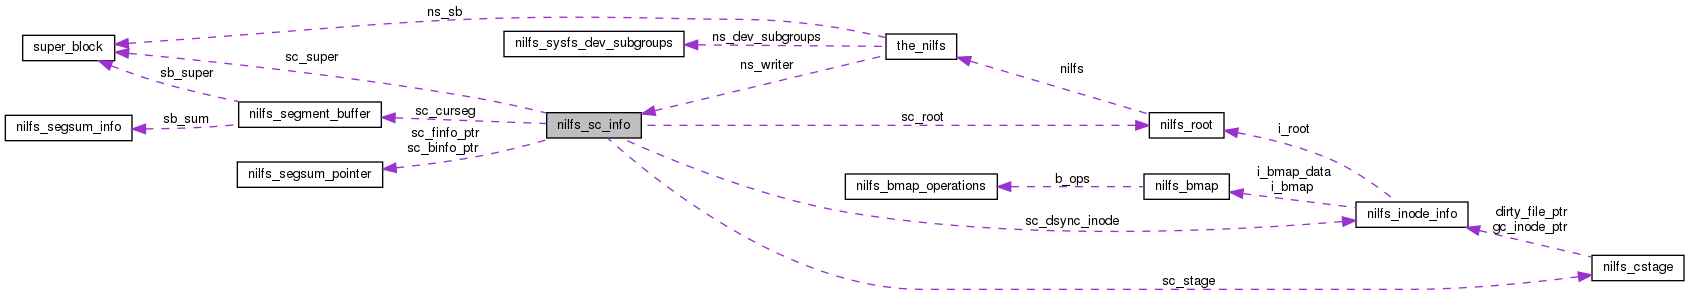 ns_sb
super_block
nilfs_sysfs_dev_subgroups
ns_dev_subgroups
the_nilfs
sc_super
ns_writer
nilfs
sb_super
nilfs_segment_buffer
sc_curseg
nilfs_segsum_info
sb_sum
sc_finfo_ptr
sc_binfo_ptr
nilfs_sc_info
sc_root
nilfs_root
i_root
nilfs_segsum_pointer
nilfs_bmap_operations
b_ops
nilfs_bmap
i_bmap_data
i_bmap
sc_dsync_inode
nilfs_inode_info
dirty_file_ptr
gc_inode_ptr
sc_stage
nilfs_cstage